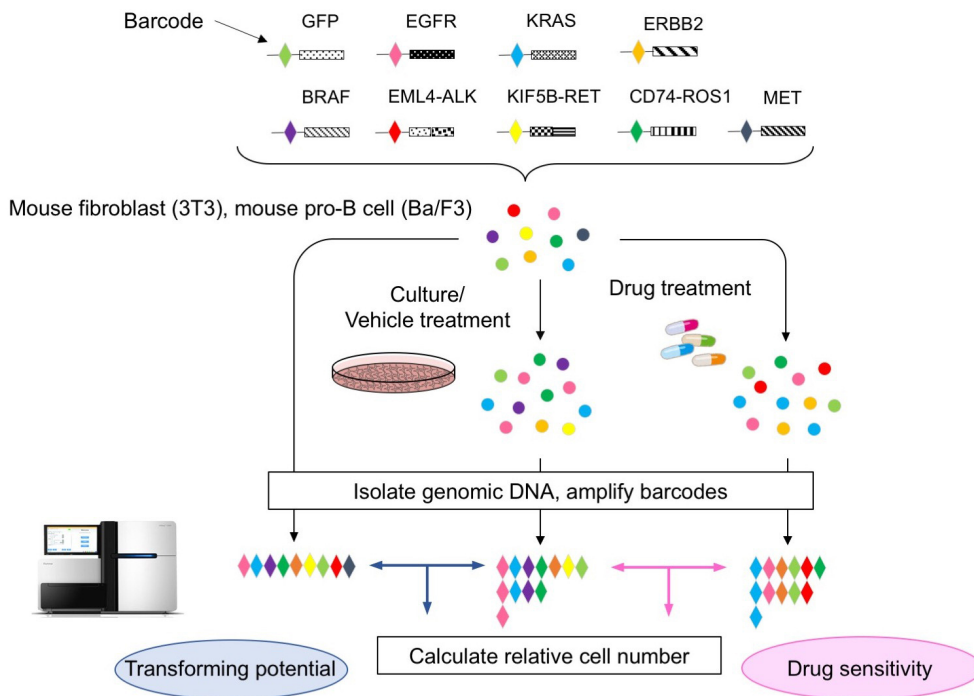 Barcode
GFP
EGFR
KRAS
ERBB2
BRAF
EML4-ALK
KIF5B-RET
CD74-ROS1
MET
Mouse fibroblast (3T3), mouse pro-B cell (Ba/F3)
Culture/
Vehicle treatment
Drug treatment
Isolate genomic DNA, amplify barcodes
Calculate relative cell number
Transforming potential
Drug sensitivity